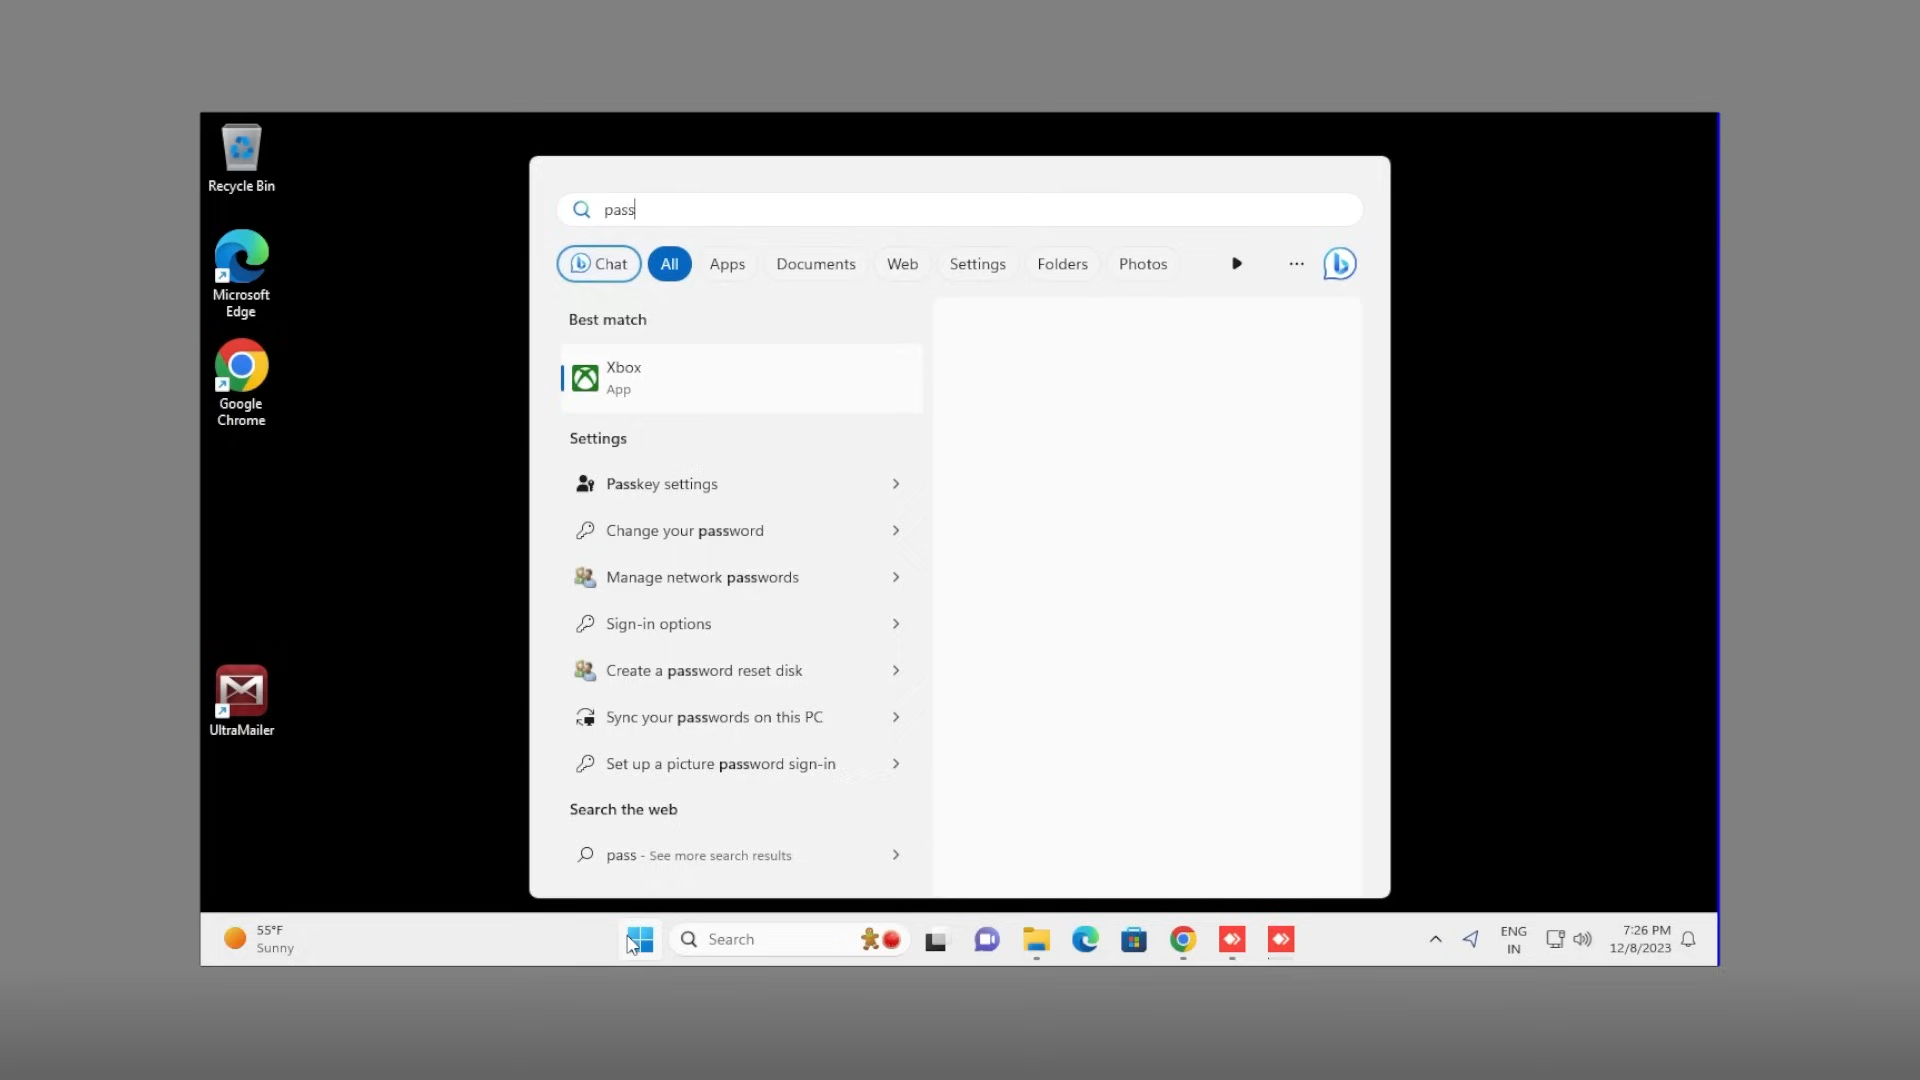 Recycle Bin
Microsoft
Edge
Google
Chrome
UltraMailer
pass
Chat
All
Apps
Documents
Web
Settings
Folders
Photos
Best match
Xbox
App
Settings
Passkey settings
Change your password
Manage network passwords
Sign-in options
Create a password reset disk
Sync your passwords on this PC
Set up a picture password sign-in
Search the web
pass - See more search results
55°F
Sunny
Search
ENG
IN
7:26 PM
12/8/2023